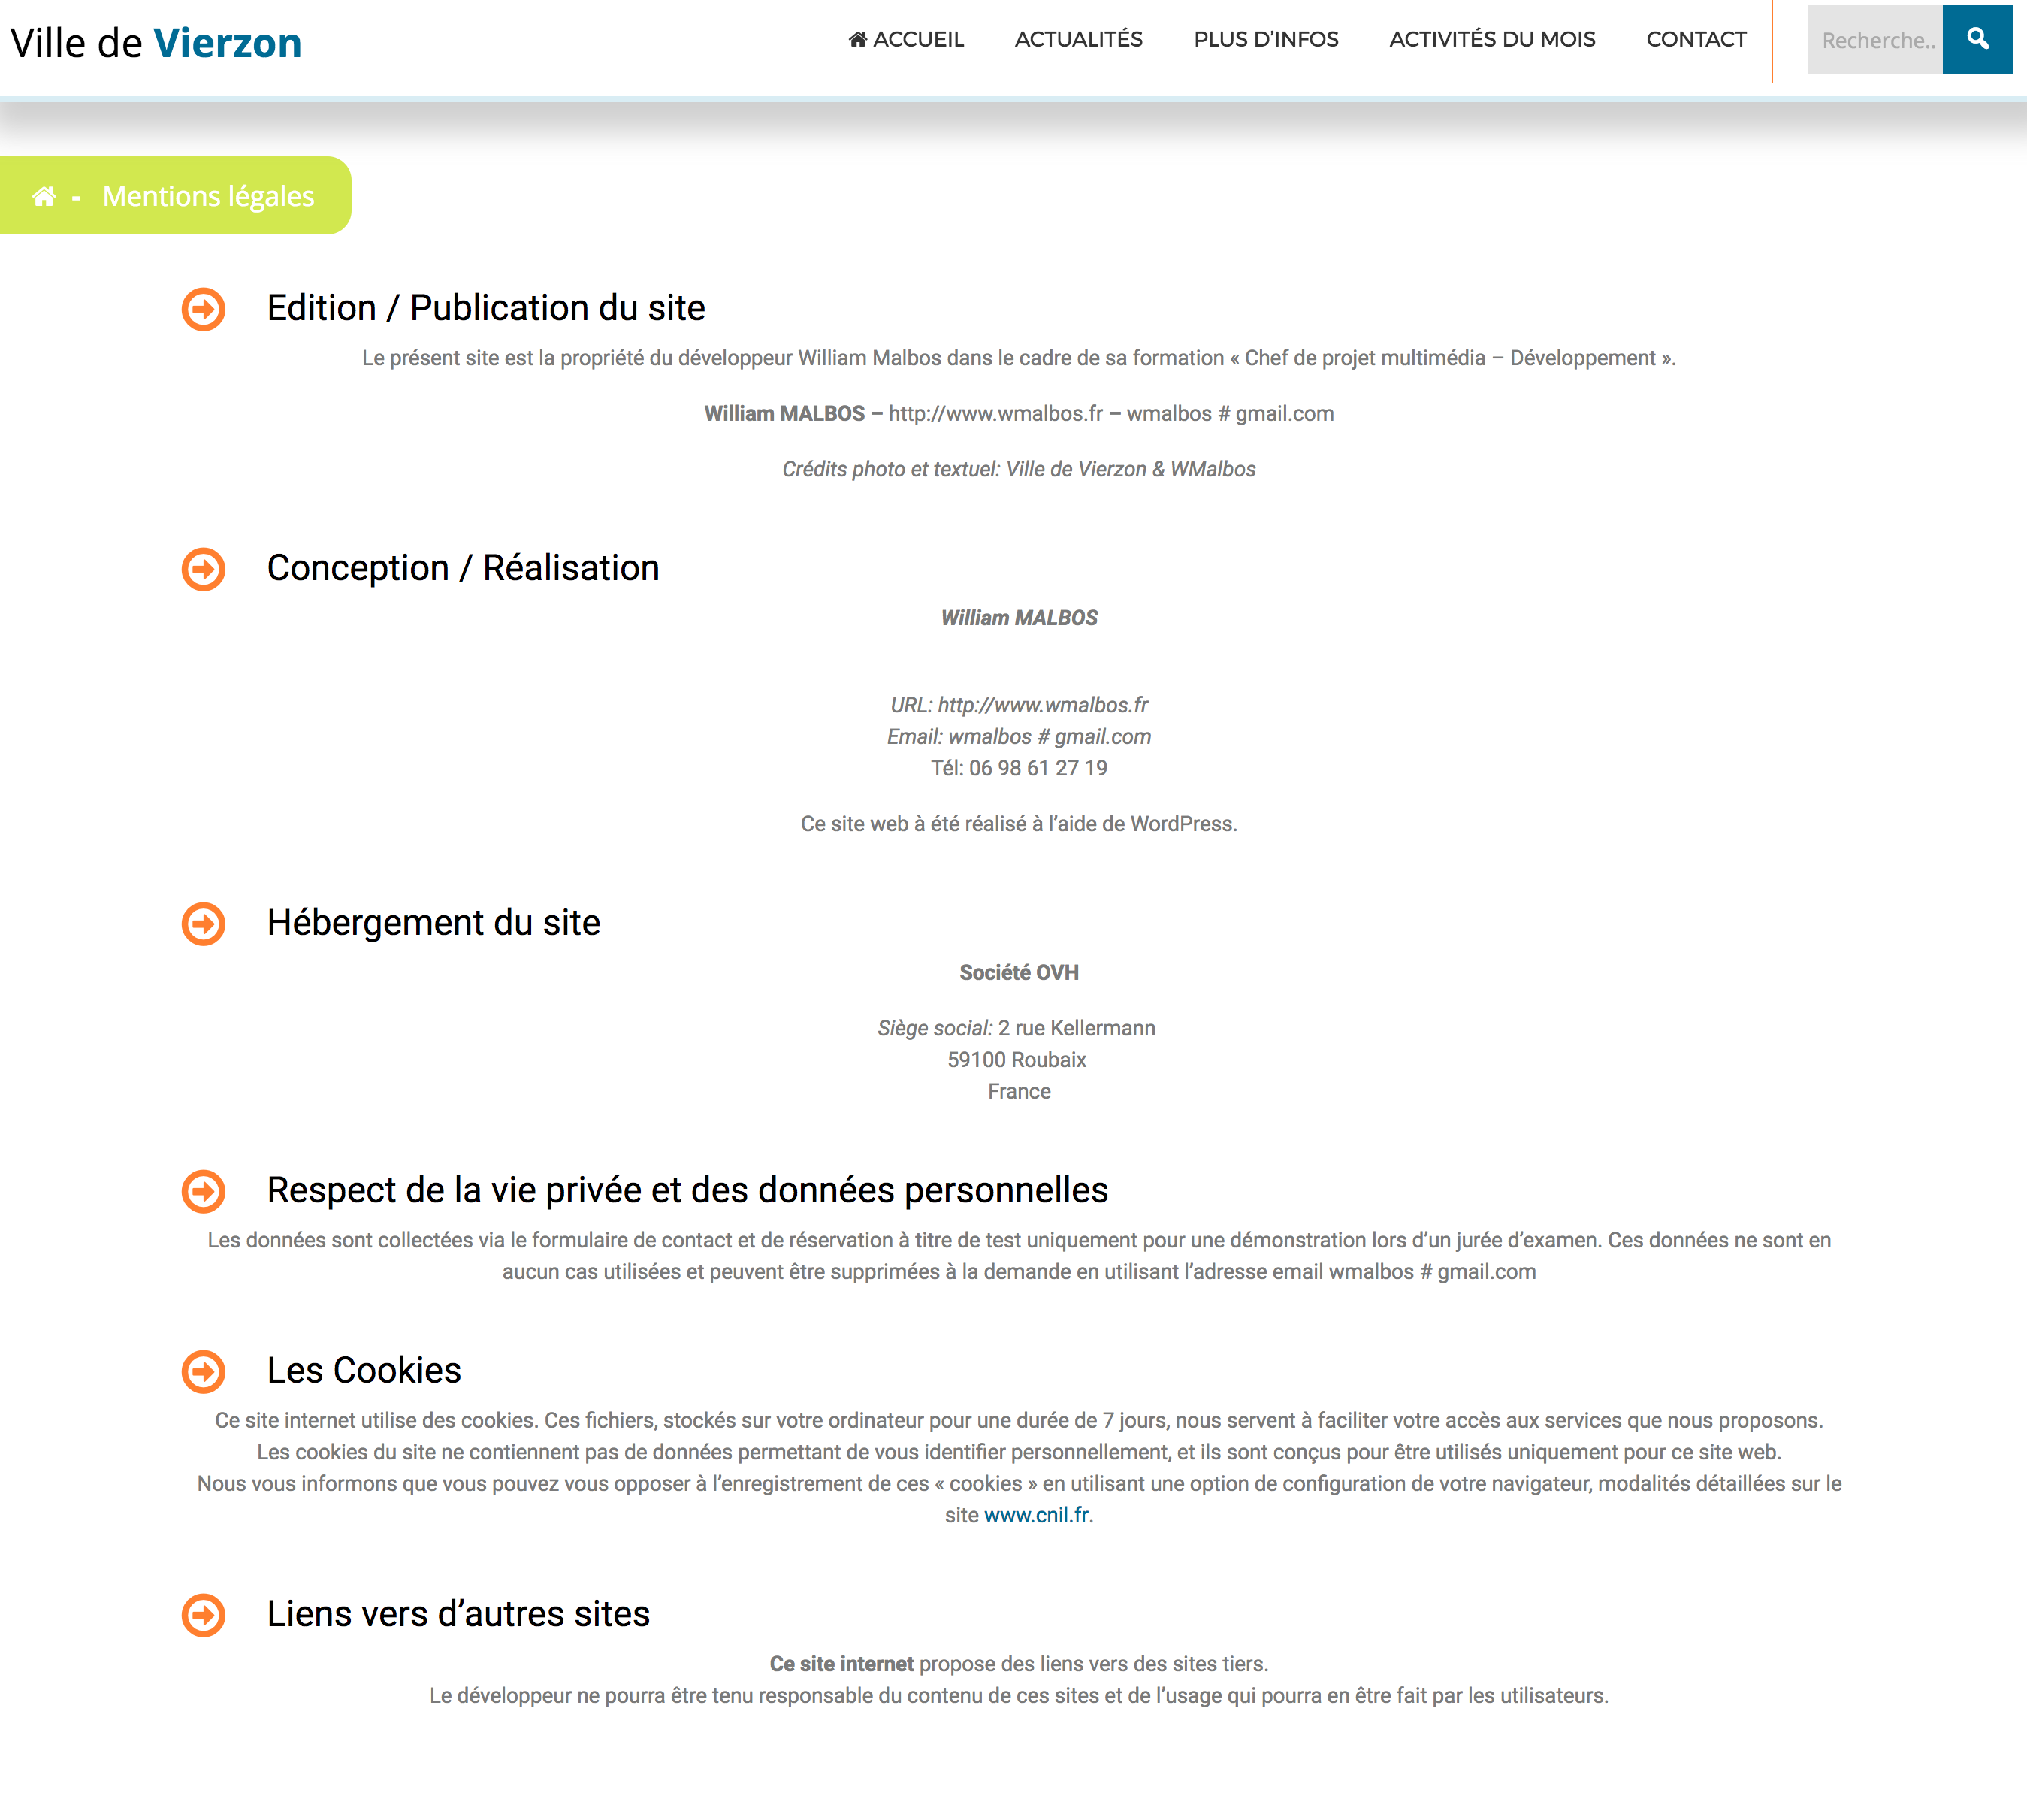 Ville de Vierzon
ACCUEIL
ACTUALITÉS
PLUS D’INFOS
ACTIVITÉS DU MOIS
CONTACT
Recherche..
- Mentions légales
Edition / Publication du site
Le présent site est la propriété du développeur William Malbos dans le cadre de sa formation « Chef de projet multimédia – Développement ».
William MALBOS – http://www.wmalbos.fr – wmalbos # gmail.com
Crédits photo et textuel: Ville de Vierzon & WMalbos
Conception / Réalisation
William MALBOS
URL: http://www.wmalbos.fr
Email: wmalbos # gmail.com
Tél: 06 98 61 27 19
Ce site web à été réalisé à l’aide de WordPress.
Hébergement du site
Société OVH
Siège social: 2 rue Kellermann
59100 Roubaix
France
Respect de la vie privée et des données personnelles
Les données sont collectées via le formulaire de contact et de réservation à titre de test uniquement pour une démonstration lors d’un jurée d’examen. Ces données ne sont en
aucun cas utilisées et peuvent être supprimées à la demande en utilisant l’adresse email wmalbos # gmail.com
Les Cookies
Ce site internet utilise des cookies. Ces fichiers, stockés sur votre ordinateur pour une durée de 7 jours, nous servent à faciliter votre accès aux services que nous proposons.
Les cookies du site ne contiennent pas de données permettant de vous identifier personnellement, et ils sont conçus pour être utilisés uniquement pour ce site web.
Nous vous informons que vous pouvez vous opposer à l’enregistrement de ces « cookies » en utilisant une option de configuration de votre navigateur, modalités détaillées sur le
site www.cnil.fr.
Liens vers d’autres sites
Ce site internet propose des liens vers des sites tiers.
Le développeur ne pourra être tenu responsable du contenu de ces sites et de l’usage qui pourra en être fait par les utilisateurs.